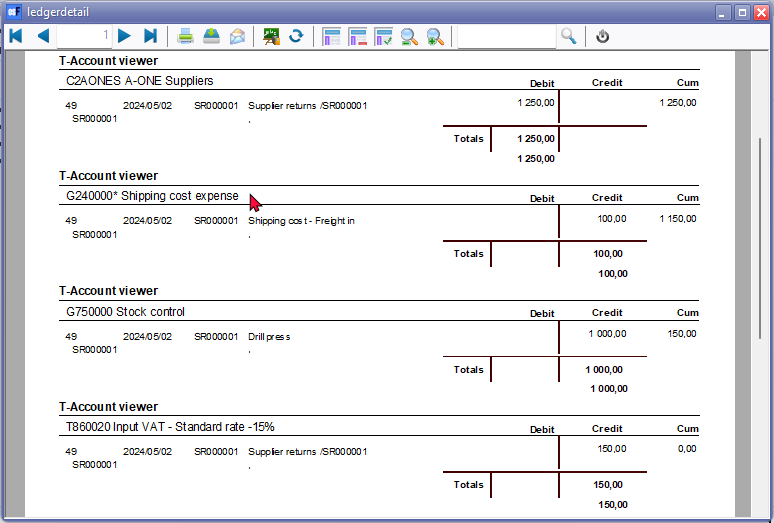 ledgerdetail
1
T-Account viewer
C2AONES A-ONE Suppliers Debit Credit Cum
49 2024/05/02 SR000001 Supplier returns /SR000001 1 250,00 1 250,00
SR000001 .
Totals 1 250,00
1 250,00
T-Account viewer
G240000* Shipping cost expense Debit Credit Cum
49 2024/05/02 SR000001 Shipping cost - Freight in 100,00 1 150,00
SR000001 .
Totals 100,00
100,00
T-Account viewer
G750000 Stock control Debit Credit Cum
49 2024/05/02 SR000001 Drill press 1 000,00 150,00
SR000001 .
Totals 1 000,00
1 000,00
T-Account viewer
T860020 Input VAT - Standard rate -15% Debit Credit Cum
49 2024/05/02 SR000001 Supplier returns /SR000001 150,00 0,00
SR000001 .
Totals 150,00
150,00